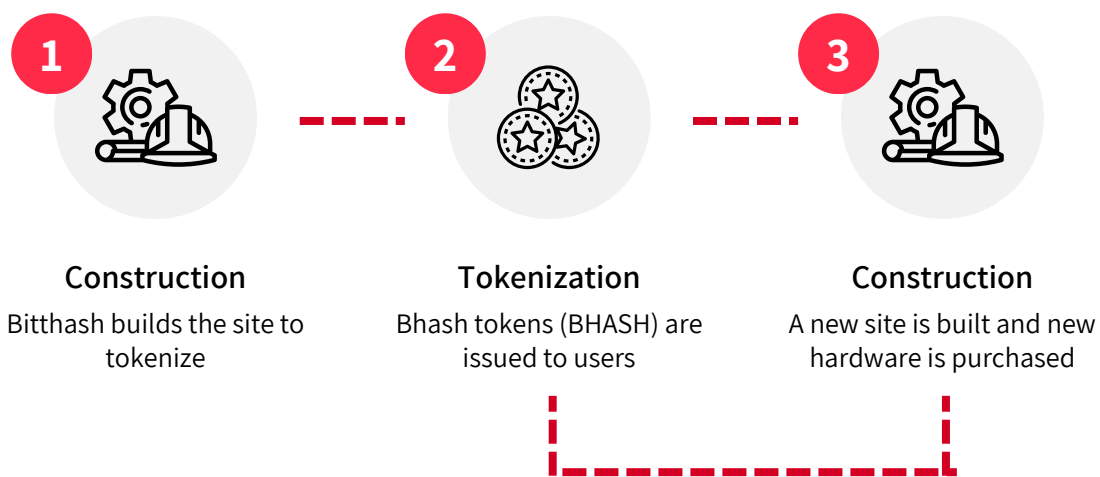 1
2
3
Construction
Bitthash builds the site to
tokenize
Tokenization
Bhash tokens (BHASH) are
issued to users
Construction
A new site is built and new
hardware is purchased